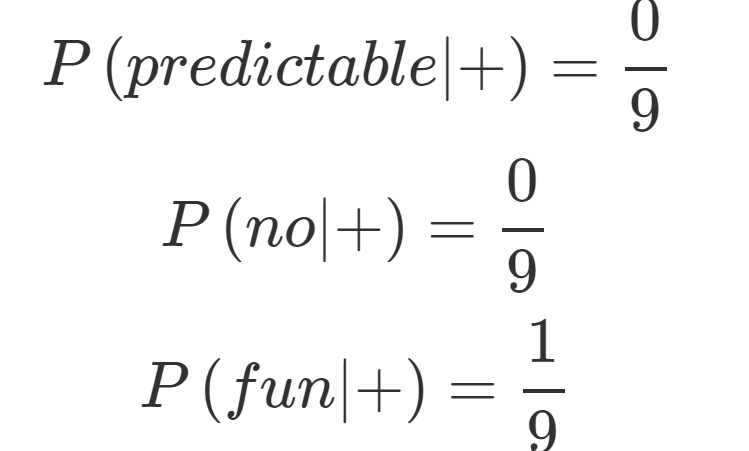 P(predictable|+) = 0/9
P(no|+) = 0/9
P(fun|+) = 1/9